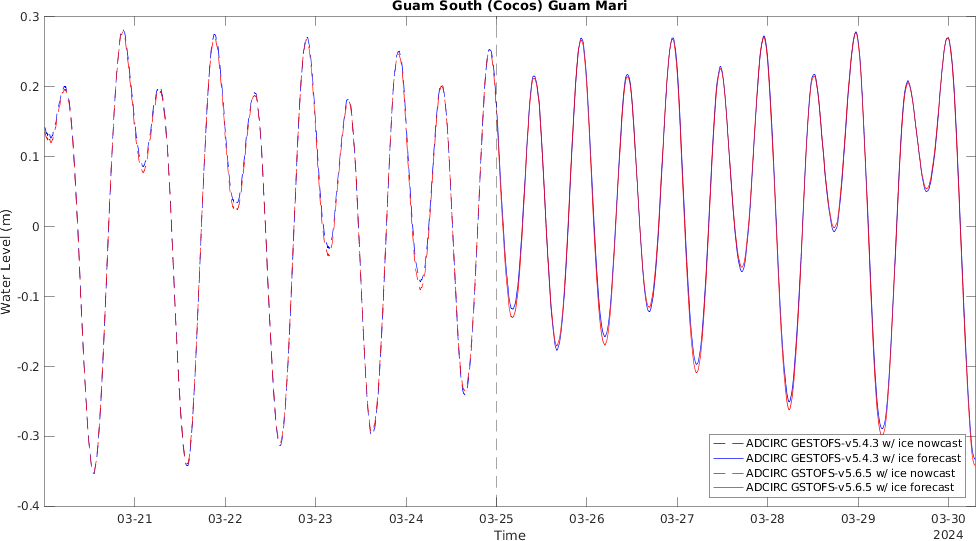 Guam South (Cocos) Guam Mari
0.3
0.2
0.1
0
-0.1
-0.2
-0.3
-0.4
Water Level (m)
ADCIRC GESTOFS-v5.4.3 w/ ice nowcast
ADCIRC GESTOFS-v5.4.3 w/ ice forecast
ADCIRC GSTOFS-v5.6.5 w/ ice nowcast
ADCIRC GSTOFS-v5.6.5 w/ ice forecast
03-21 03-22 03-23 03-24 03-25 03-26 03-27 03-28 03-29 03-30
Time 2024